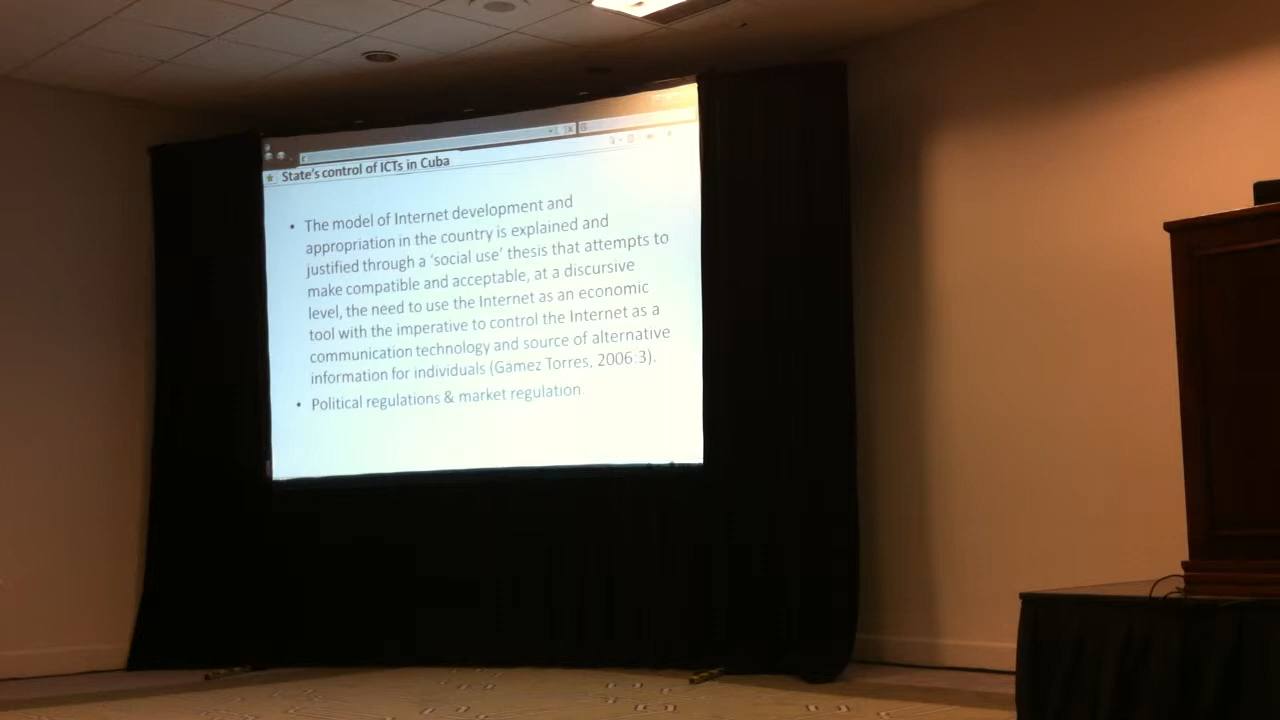 State's control of ICTs in Cuba
• The model of Internet development and
appropriation in the country is explained and
justified through a 'social use' thesis that attempts to
make compatible and acceptable, at a discursive
level, the need to use the Internet as an economic
tool with the imperative to control the Internet as a
communication technology and source of alternative
information for individuals (Gamez Torres, 2006:3).
• Political regulations & market regulation